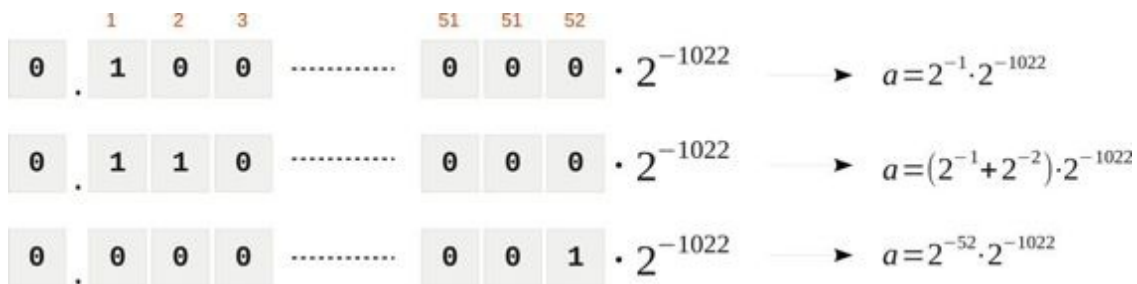 1 2 3 51 51 52
0 . 1 0 0 ........... 0 0 0 · 2^−1022 → a=2^−1·2^−1022
0 . 1 1 0 ........... 0 0 0 · 2^−1022 → a=(2^−1+2^−2)·2^−1022
0 . 0 0 0 ........... 0 0 1 · 2^−1022 → a=2^−52·2^−1022